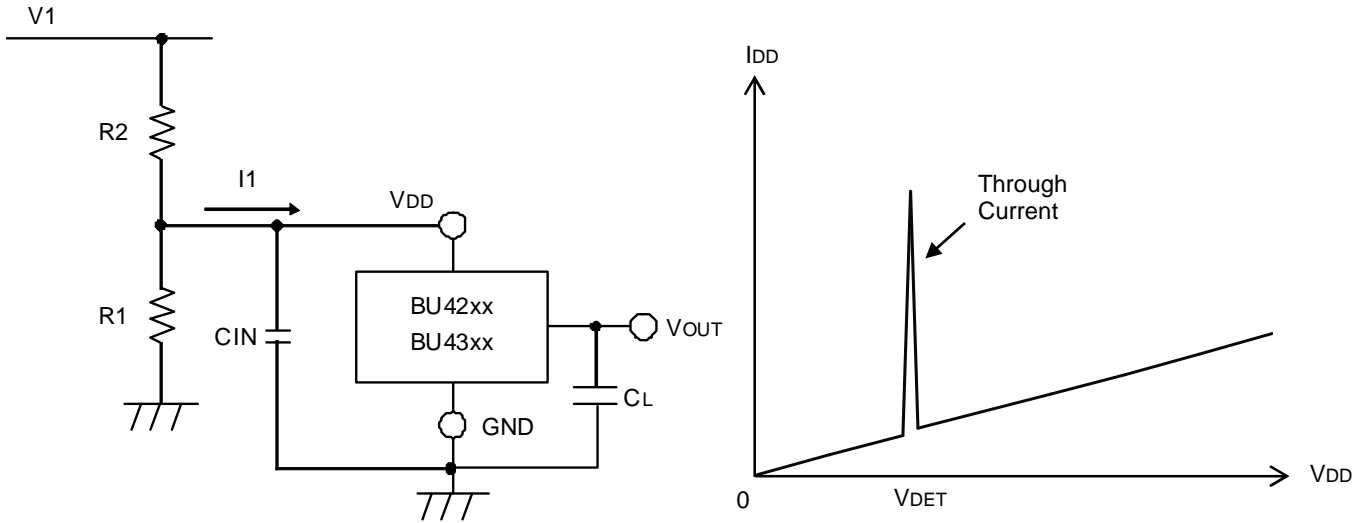 V1
R2
I1
VDD
R1
CIN
BU42xx
BU43xx
VOUT
CL
GND
IDD
Through
Current
0
VDET
VDD